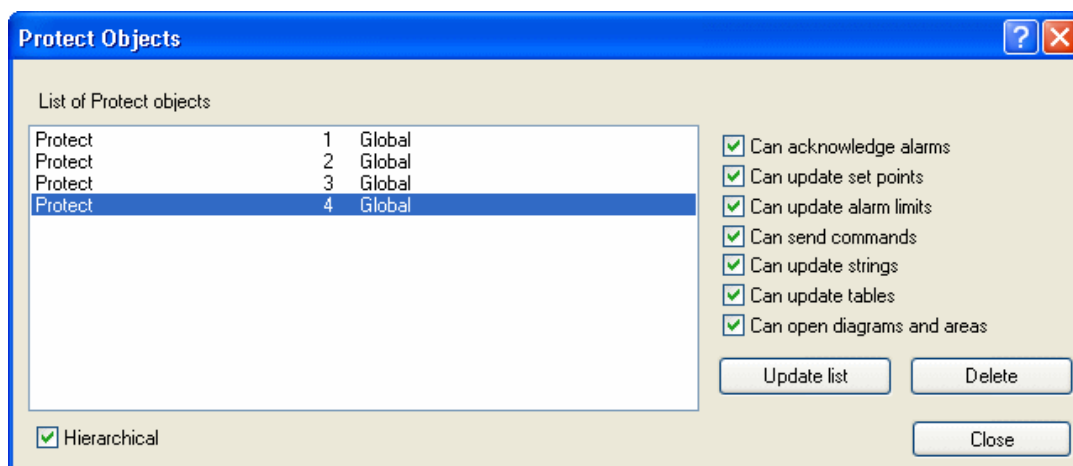 Protect Objects
List of Protect objects
Protect 1 Global
Protect 2 Global
Protect 3 Global
Protect 4 Global
Can acknowledge alarms
Can update set points
Can update alarm limits
Can send commands
Can update strings
Can update tables
Can open diagrams and areas
Update list Delete
Hierarchical Close